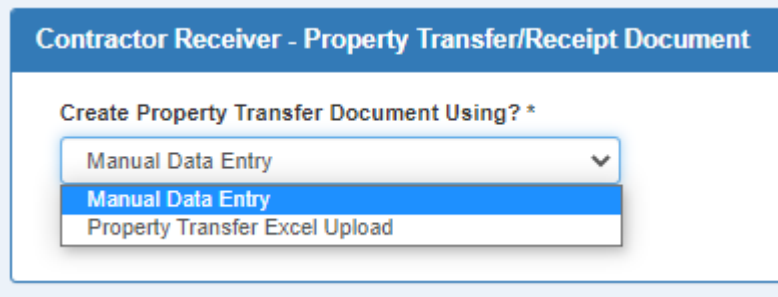 Contractor Receiver - Property Transfer/Receipt Document
Create Property Transfer Document Using? *
Manual Data Entry
Manual Data Entry
Property Transfer Excel Upload